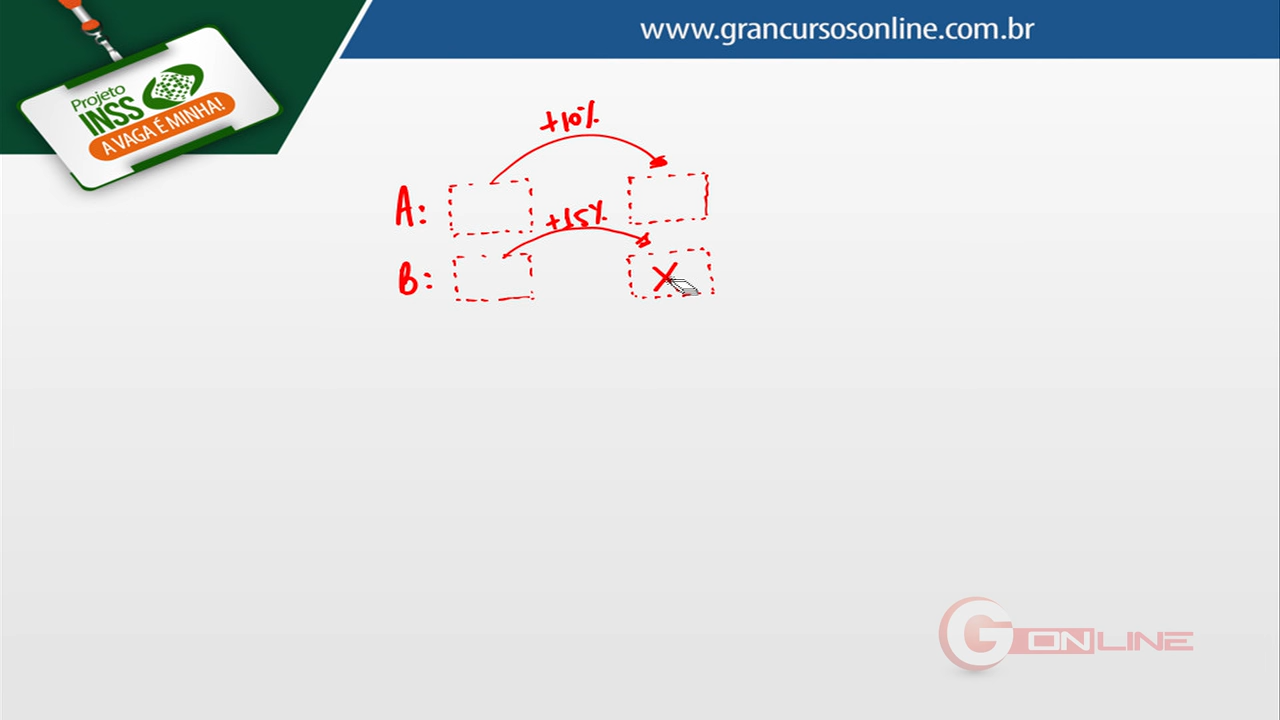 www.grancursosonline.com.br
Projeto
INSS
A VAGA É MINHA!
+10%
A:
+15%
B:
X
G ONLINE